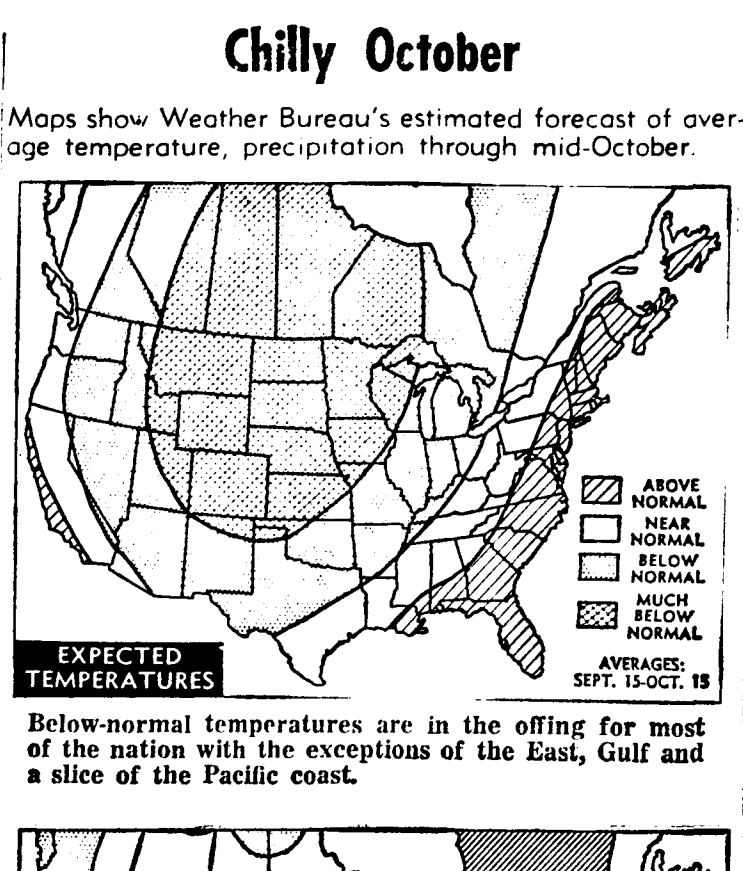 Chilly October
Maps show Weather Bureau's estimated forecast of aver-
age temperature, precipitation through mid-October.
ABOVE
NORMAL
NEAR
NORMAL
BELOW
NORMAL
MUCH
BELOW
NORMAL
EXPECTED
TEMPERATURES
AVERAGES:
SEPT. 15-OCT. 15
Below-normal temperatures are in the offing for most
of the nation with the exceptions of the East, Gulf and
a slice of the Pacific coast.